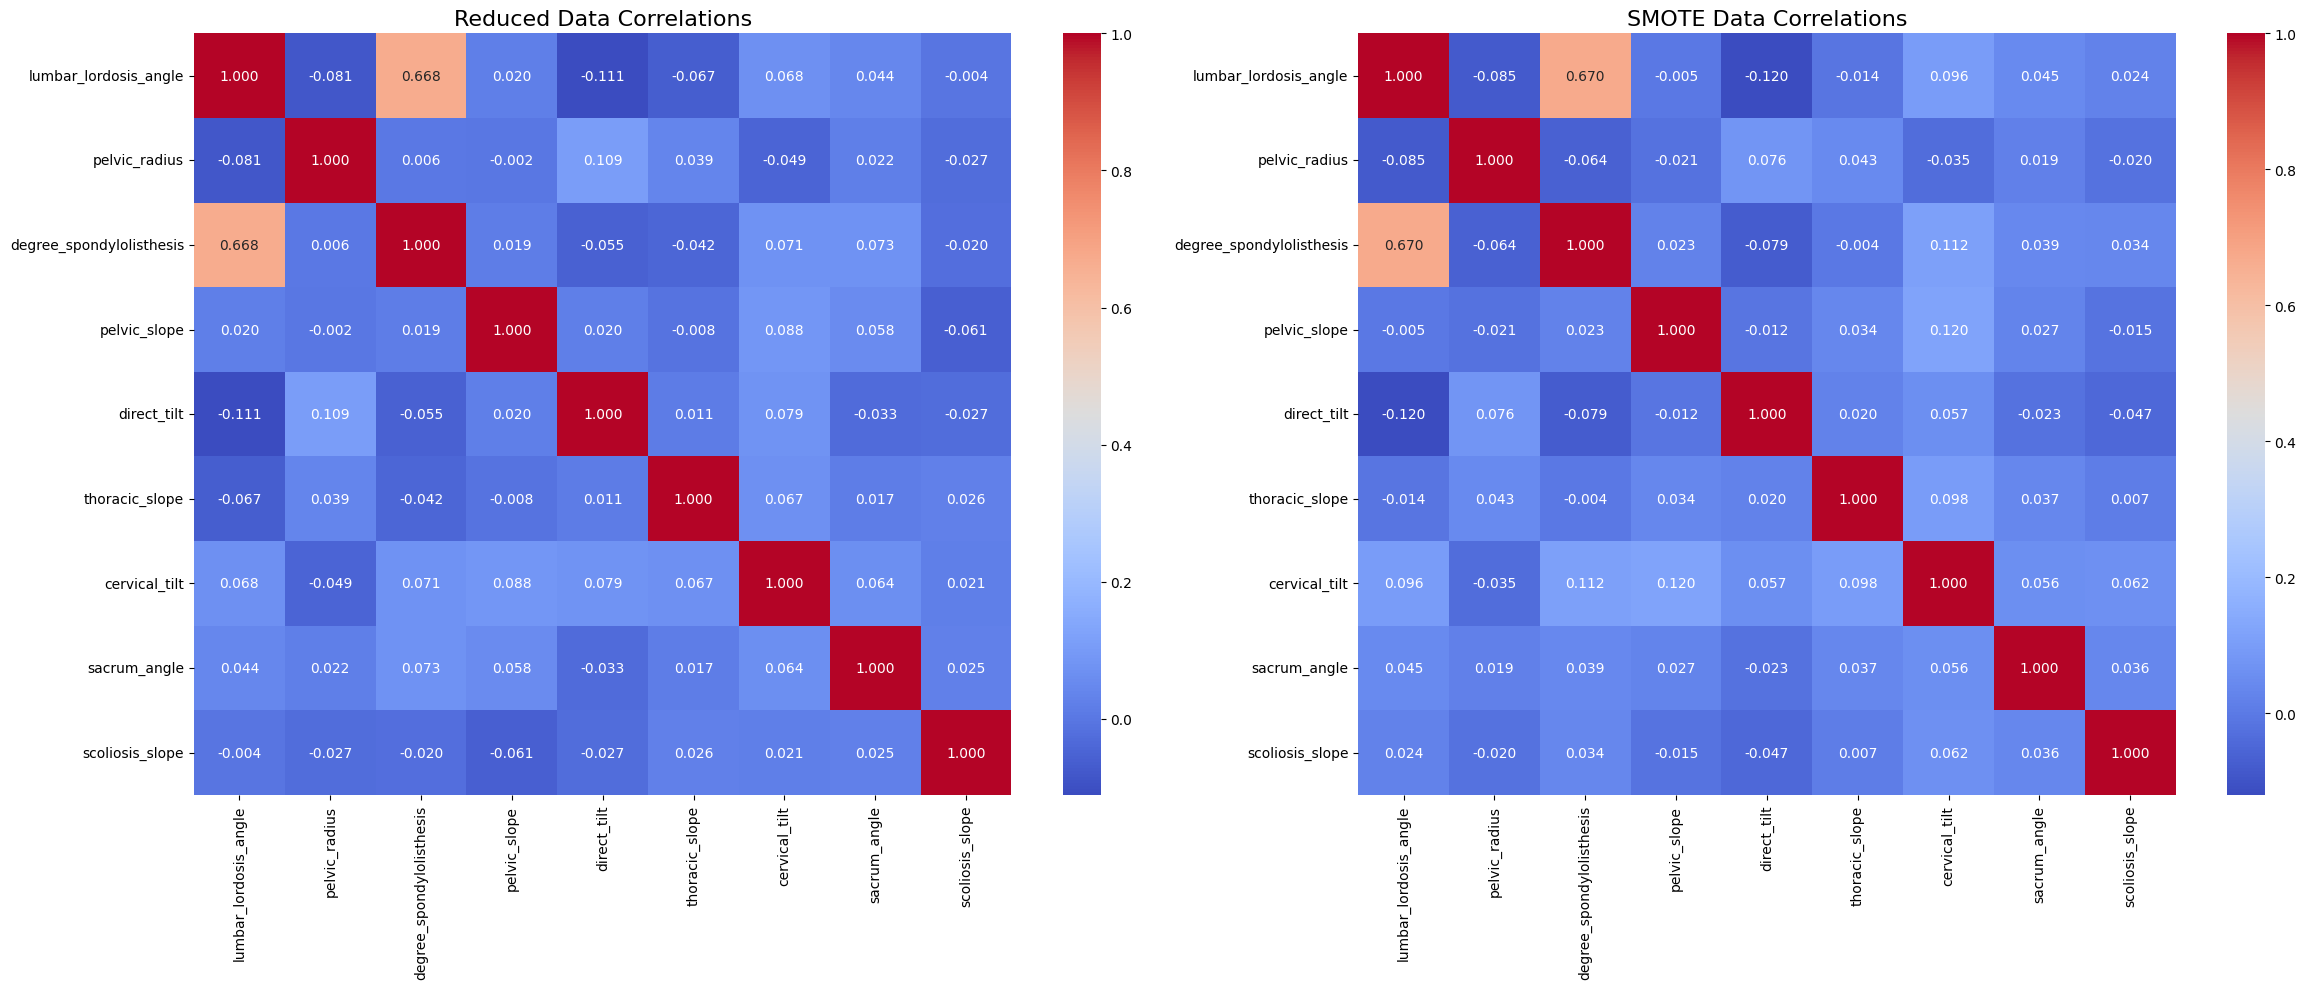 Reduced Data Correlations
lumbar_lordosis_angle 1.000 -0.081 0.668 0.020 -0.111 -0.067 0.068 0.044 -0.004
pelvic_radius -0.081 1.000 0.006 -0.002 0.109 0.039 -0.049 0.022 -0.027
degree_spondylolisthesis 0.668 0.006 1.000 0.019 -0.055 -0.042 0.071 0.073 -0.020
pelvic_slope 0.020 -0.002 0.019 1.000 0.020 -0.008 0.088 0.058 -0.061
direct_tilt -0.111 0.109 -0.055 0.020 1.000 0.011 0.079 -0.033 -0.027
thoracic_slope -0.067 0.039 -0.042 -0.008 0.011 1.000 0.067 0.017 0.026
cervical_tilt 0.068 -0.049 0.071 0.088 0.079 0.067 1.000 0.064 0.021
sacrum_angle 0.044 0.022 0.073 0.058 -0.033 0.017 0.064 1.000 0.025
scoliosis_slope -0.004 -0.027 -0.020 -0.061 -0.027 0.026 0.021 0.025 1.000
lumbar_lordosis_angle
pelvic_radius
degree_spondylolisthesis
pelvic_slope
direct_tilt
thoracic_slope
cervical_tilt
sacrum_angle
scoliosis_slope
1.0
0.8
0.6
0.4
0.2
0.0
SMOTE Data Correlations
lumbar_lordosis_angle 1.000 -0.085 0.670 -0.005 -0.120 -0.014 0.096 0.045 0.024
pelvic_radius -0.085 1.000 -0.064 -0.021 0.076 0.043 -0.035 0.019 -0.020
degree_spondylolisthesis 0.670 -0.064 1.000 0.023 -0.079 -0.004 0.112 0.039 0.034
pelvic_slope -0.005 -0.021 0.023 1.000 -0.012 0.034 0.120 0.027 -0.015
direct_tilt -0.120 0.076 -0.079 -0.012 1.000 0.020 0.057 -0.023 -0.047
thoracic_slope -0.014 0.043 -0.004 0.034 0.020 1.000 0.098 0.037 0.007
cervical_tilt 0.096 -0.035 0.112 0.120 0.057 0.098 1.000 0.056 0.062
sacrum_angle 0.045 0.019 0.039 0.027 -0.023 0.037 0.056 1.000 0.036
scoliosis_slope 0.024 -0.020 0.034 -0.015 -0.047 0.007 0.062 0.036 1.000
lumbar_lordosis_angle
pelvic_radius
degree_spondylolisthesis
pelvic_slope
direct_tilt
thoracic_slope
cervical_tilt
sacrum_angle
scoliosis_slope
1.0
0.8
0.6
0.4
0.2
0.0